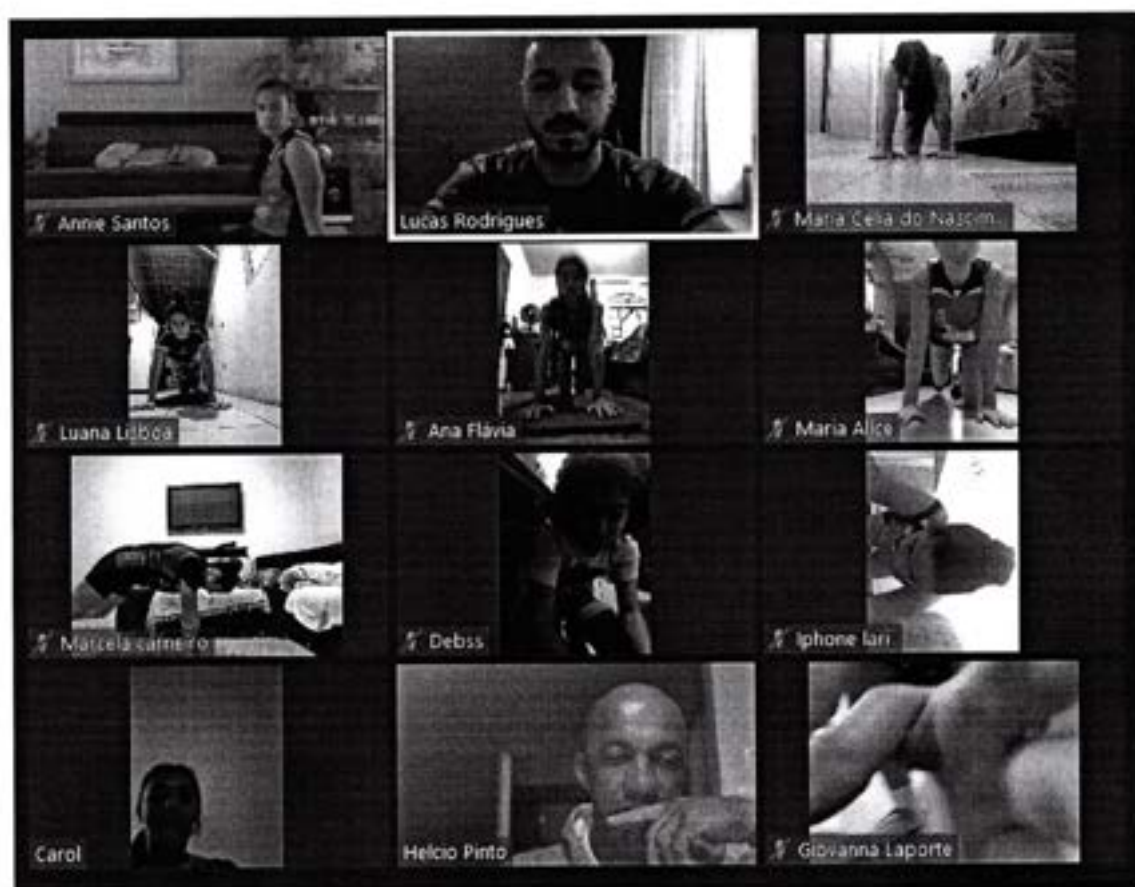 Annie Santos
Lucas Rodrigues
Maria Celia do Nascim...
Luana Lisboa
Ana Flávia
Maria Alice
Marcela carneiro
Debss
Iphone lari
Carol
Helcio Pinto
Giovanna Laporte